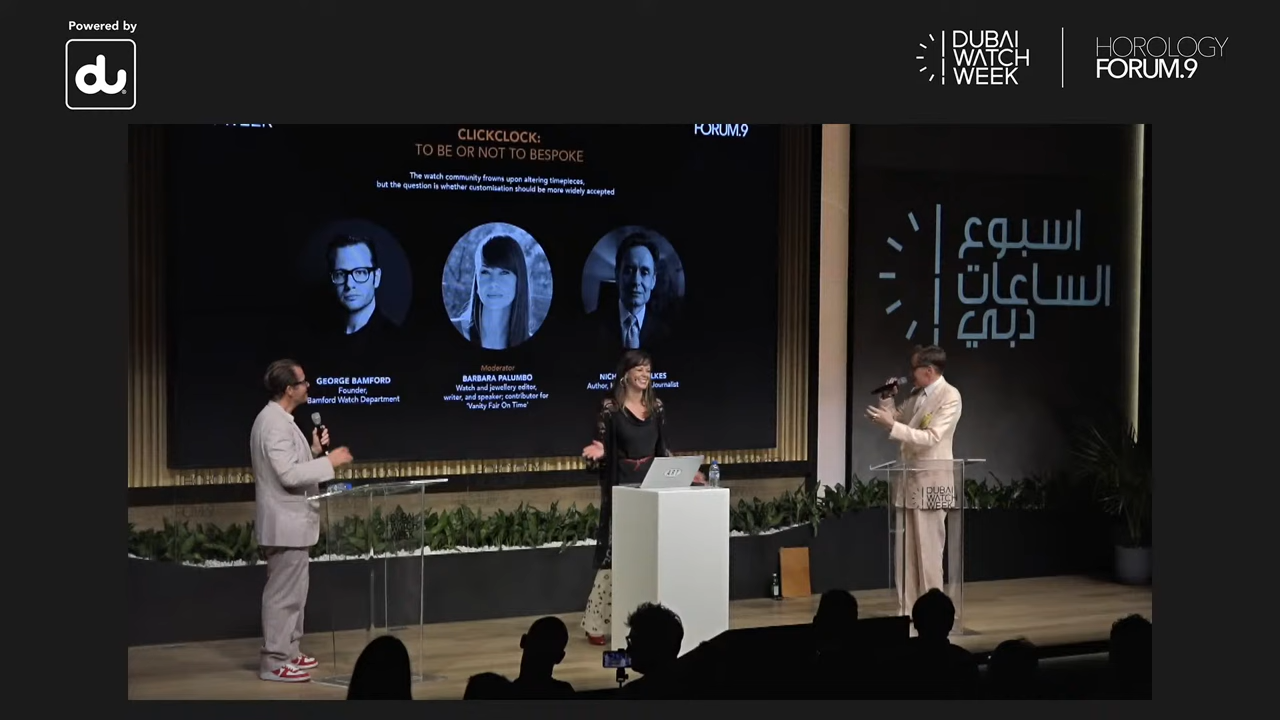 Powered by
du
DUBAI
WATCH
WEEK
HOROLOGY
FORUM.9
FORUM.9
CLICKCLOCK:
TO BE OR NOT TO BESPOKE
The watch community frowns upon altering timepieces,
but the question is whether customisation should be more widely accepted
GEORGE BAMFORD
Founder,
Bamford Watch Department
Moderator
BARBARA PALUMBO
Watch and jewellery editor,
writer, and speaker; contributor for
'Vanity Fair On Time'
Author,
Journalist
اسبوع
الساعات
دبي
DUBAI
WATCH
WEEK